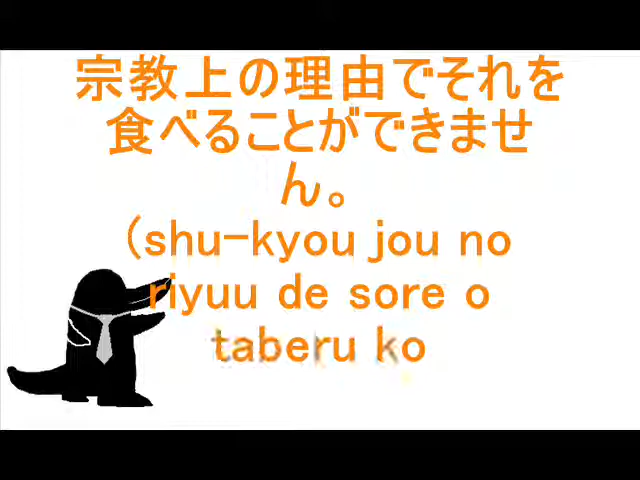 宗教上の理由でそれを
食べることができませ
ん。
(shu-kyou jou no
riyuu de sore o
taberu ko